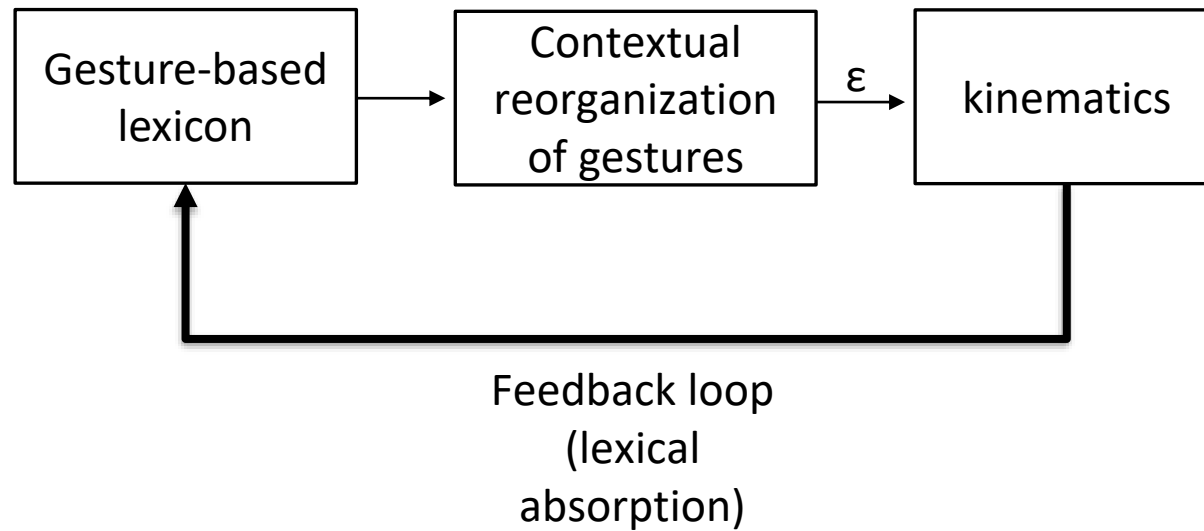 Gesture-based
lexicon
Contextual
reorganization
of gestures
ε
kinematics
Feedback loop
(lexical
absorption)